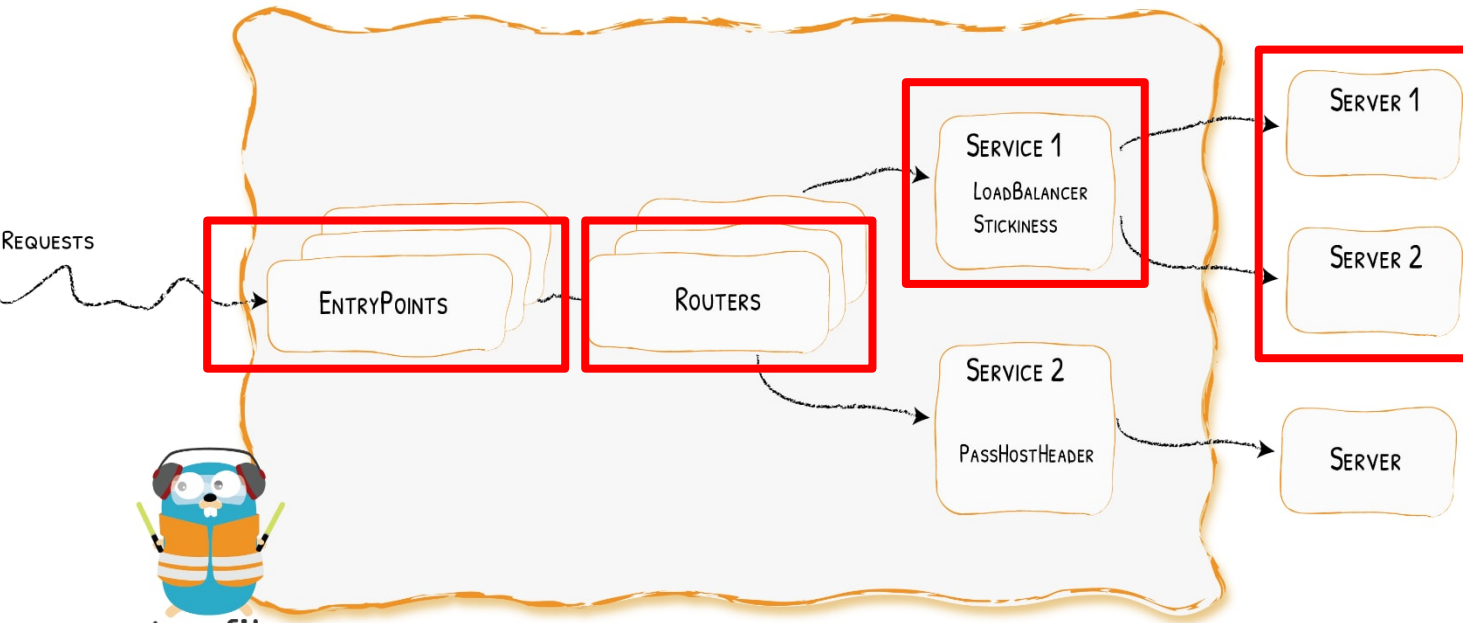 REQUESTS
ENTRYPOINTS
ROUTERS
SERVICE 1
LOADBALANCER
STICKINESS
SERVICE 2
PASSHOSTHEADER
SERVER 1
SERVER 2
SERVER